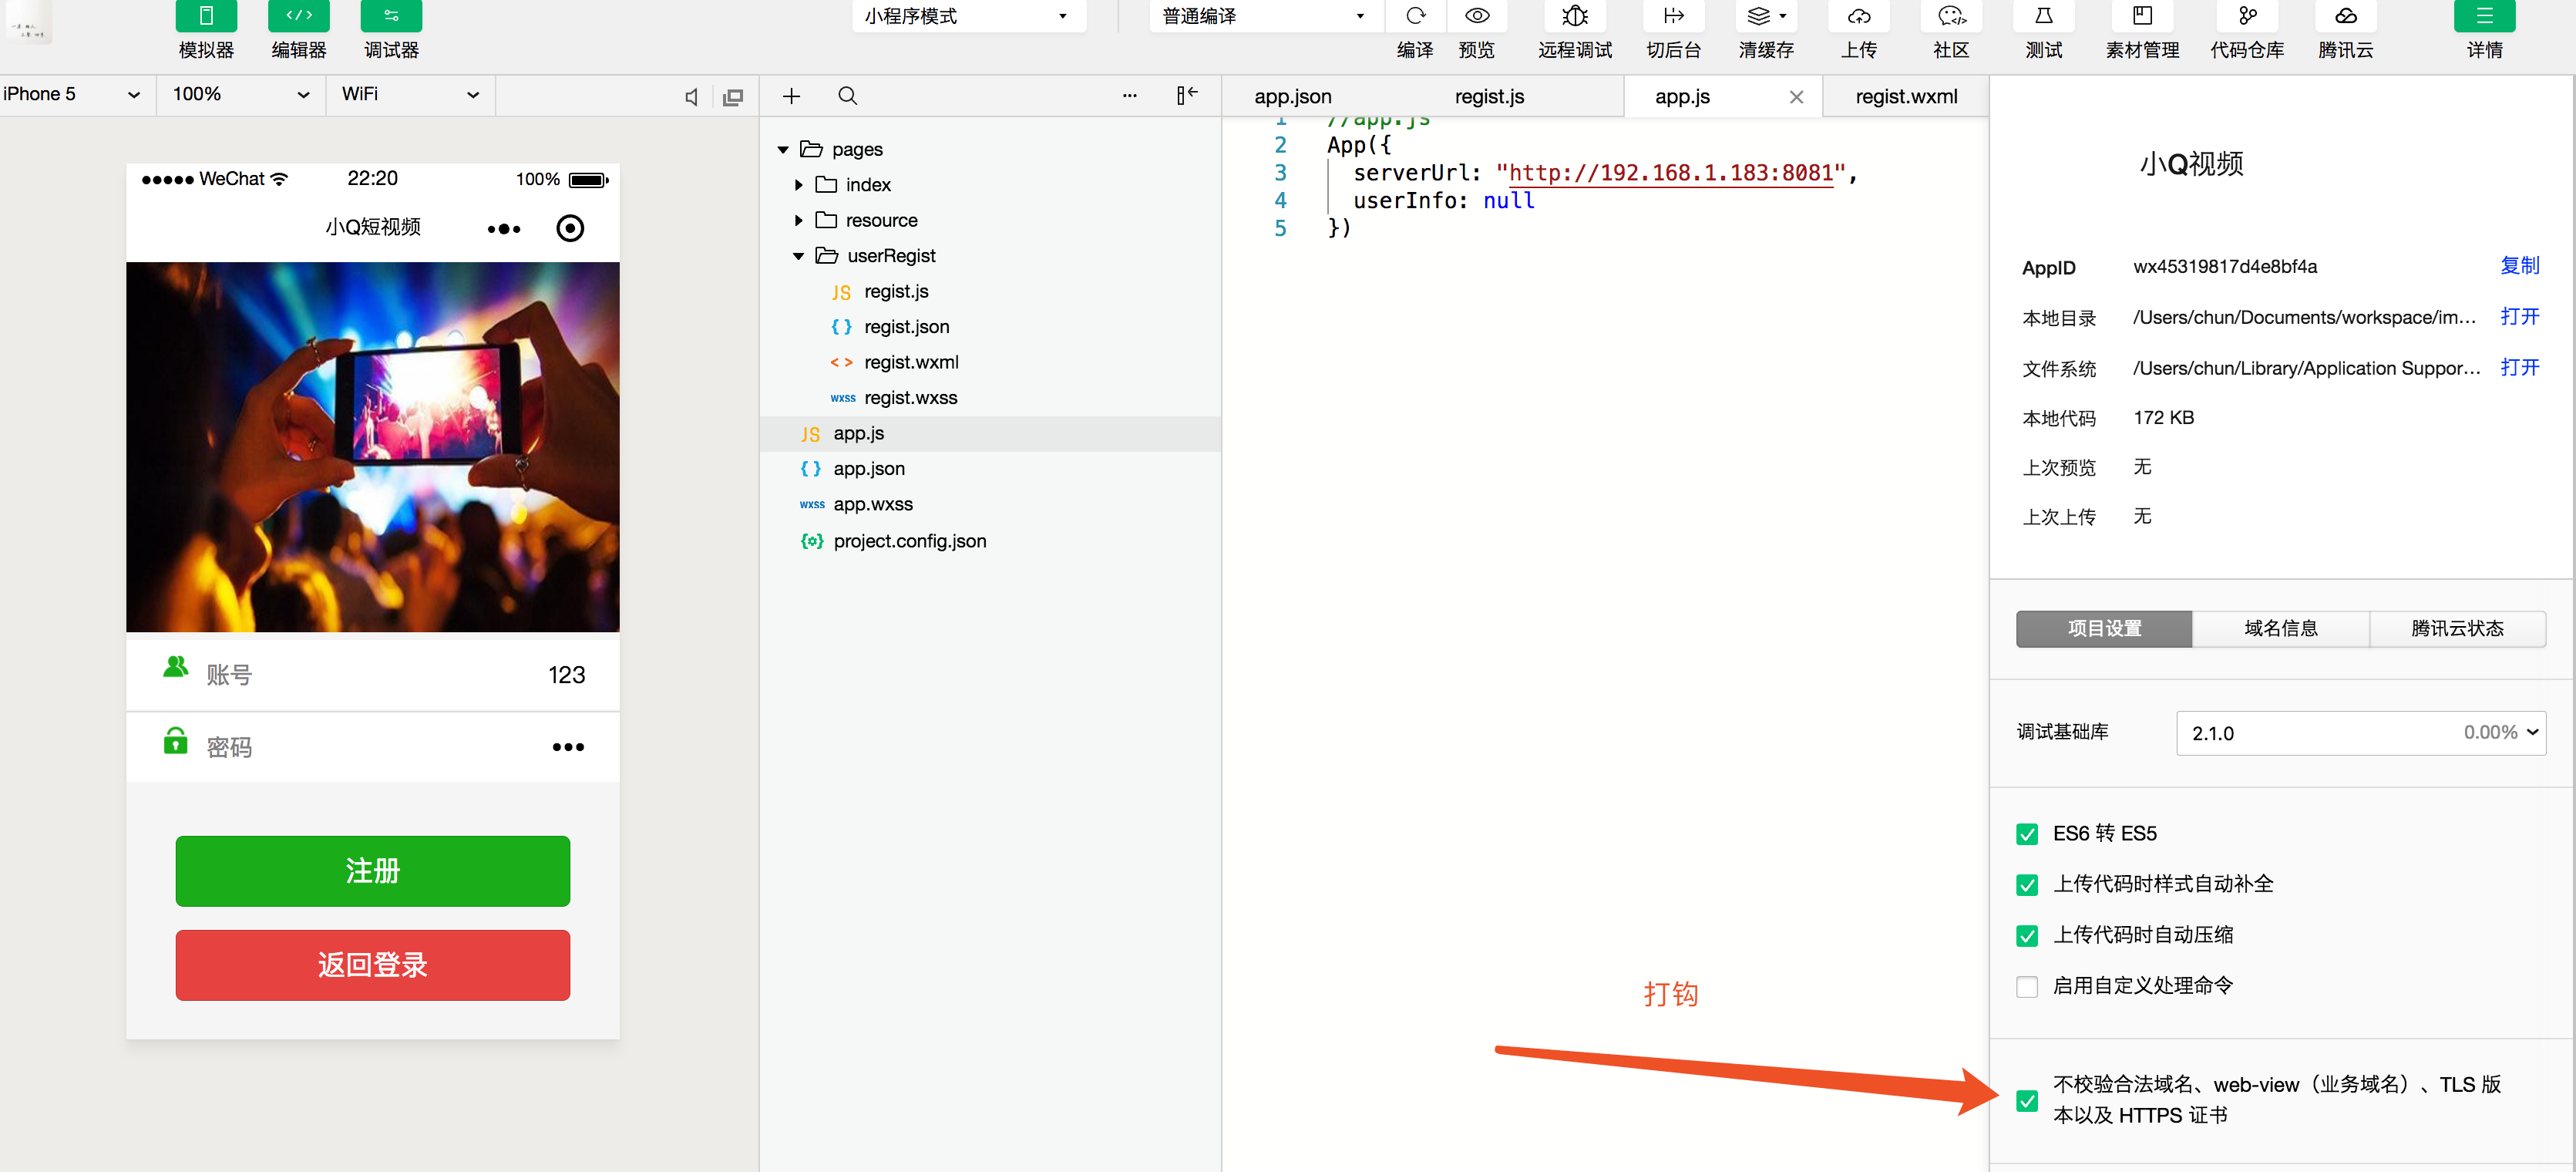 模拟器
编辑器
调试器
小程序模式
普通编译
编译
预览
远程调试
切后台
清缓存
上传
社区
测试
素材管理
代码仓库
腾讯云
详情
iPhone 5
100%
WiFi
WeChat
22:20
100%
小Q短视频
账号
123
密码
•••
注册
返回登录
pages
index
resource
userRegist
JS regist.js
{ } regist.json
< > regist.wxml
wxss regist.wxss
JS app.js
{ } app.json
wxss app.wxss
project.config.json
app.json
regist.js
app.js
regist.wxml
1 //app.js
2 App({
3 serverUrl: "http://192.168.1.183:8081",
4 userInfo: null
5 })
打钩
小Q视频
AppID wx45319817d4e8bf4a 复制
本地目录 /Users/chun/Documents/workspace/im... 打开
文件系统 /Users/chun/Library/Application Suppor... 打开
本地代码 172 KB
上次预览 无
上次上传 无
项目设置
域名信息
腾讯云状态
调试基础库 2.1.0 0.00%
ES6 转 ES5
上传代码时样式自动补全
上传代码时自动压缩
启用自定义处理命令
不校验合法域名、web-view（业务域名）、TLS 版
本以及 HTTPS 证书